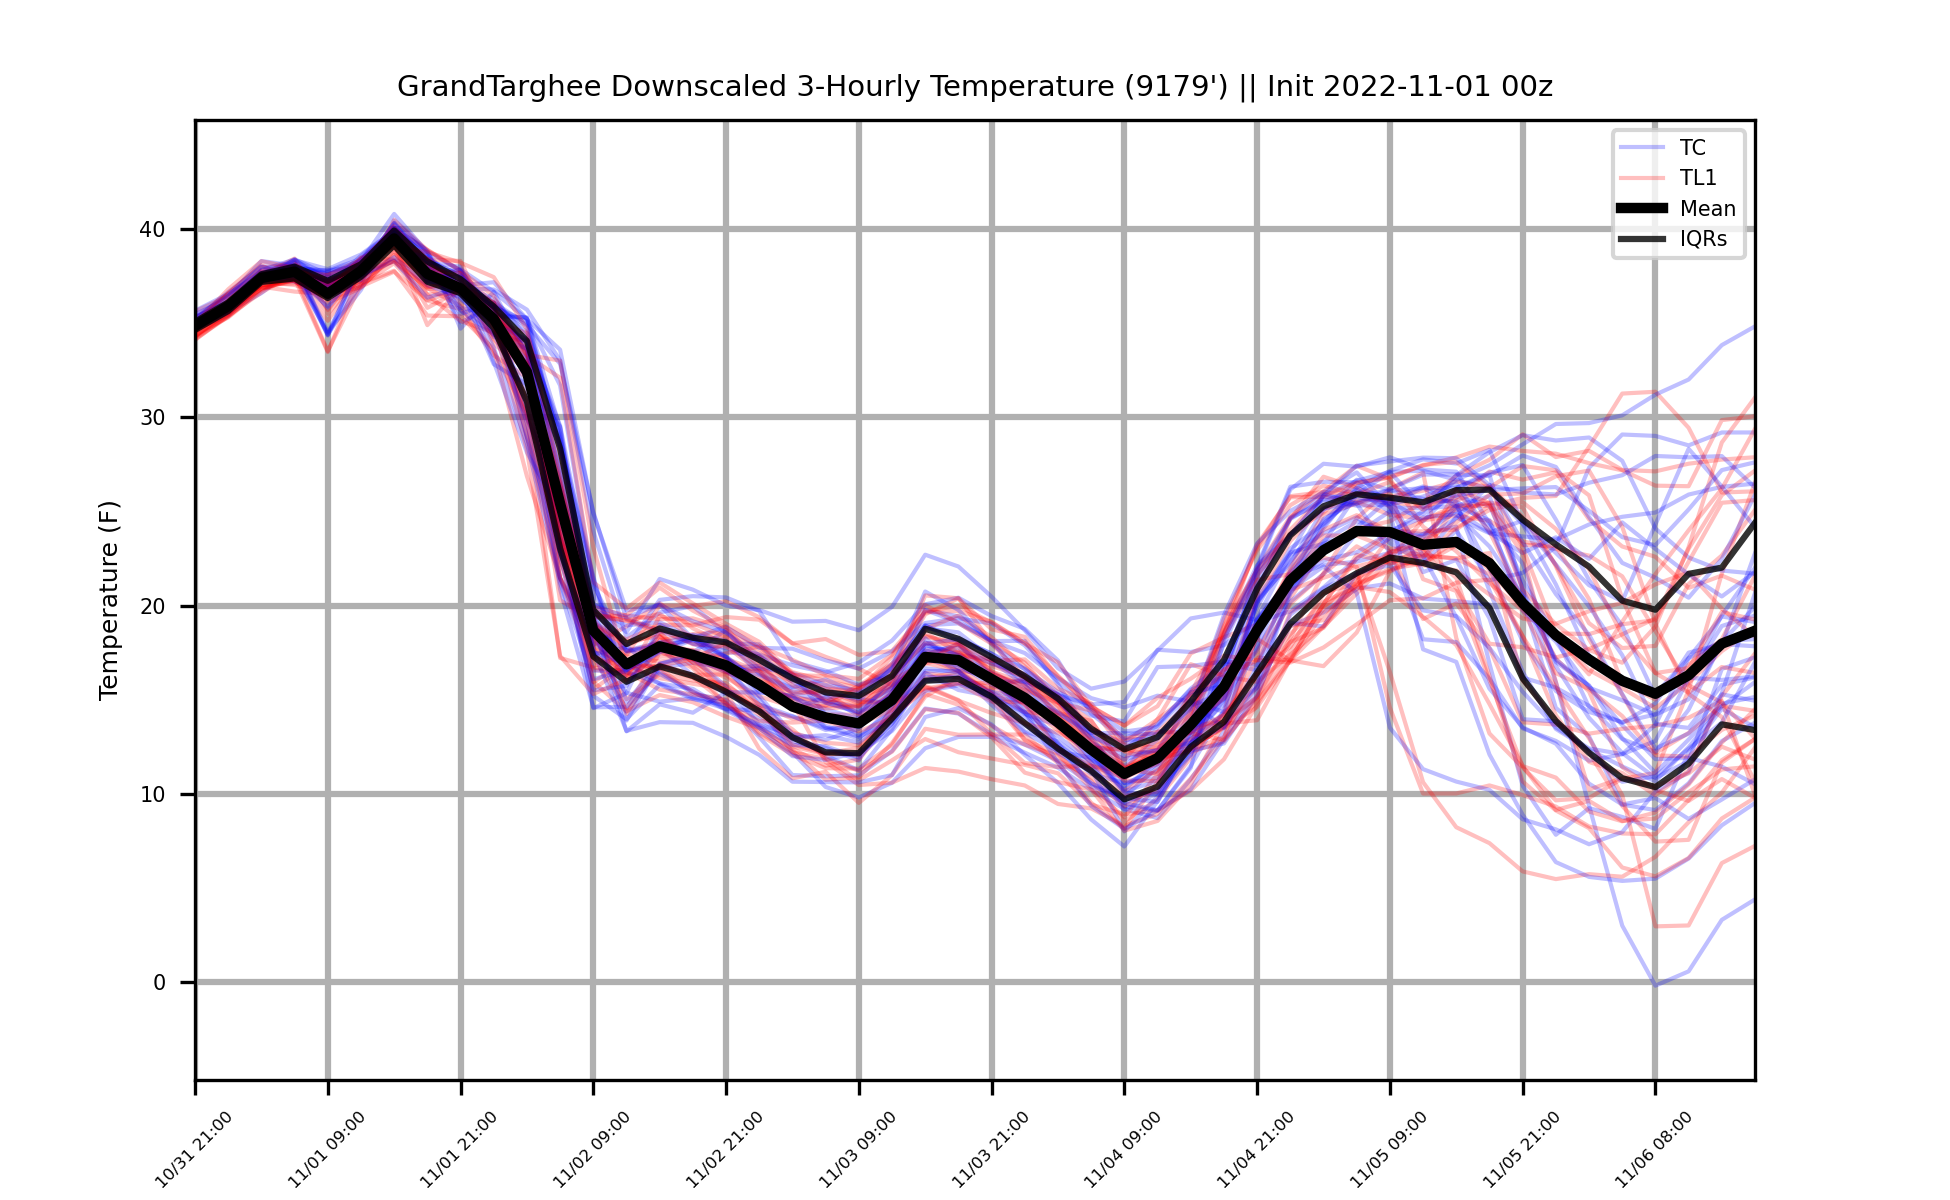 GrandTarghee Downscaled 3-Hourly Temperature (9179') || Init 2022-11-01 00z
TC
TL1
Mean
IQRs
Temperature (F)
40
30
20
10
0
10/31 21:00
11/01 09:00
11/01 21:00
11/02 09:00
11/02 21:00
11/03 09:00
11/03 21:00
11/04 09:00
11/04 21:00
11/05 09:00
11/05 21:00
11/06 08:00